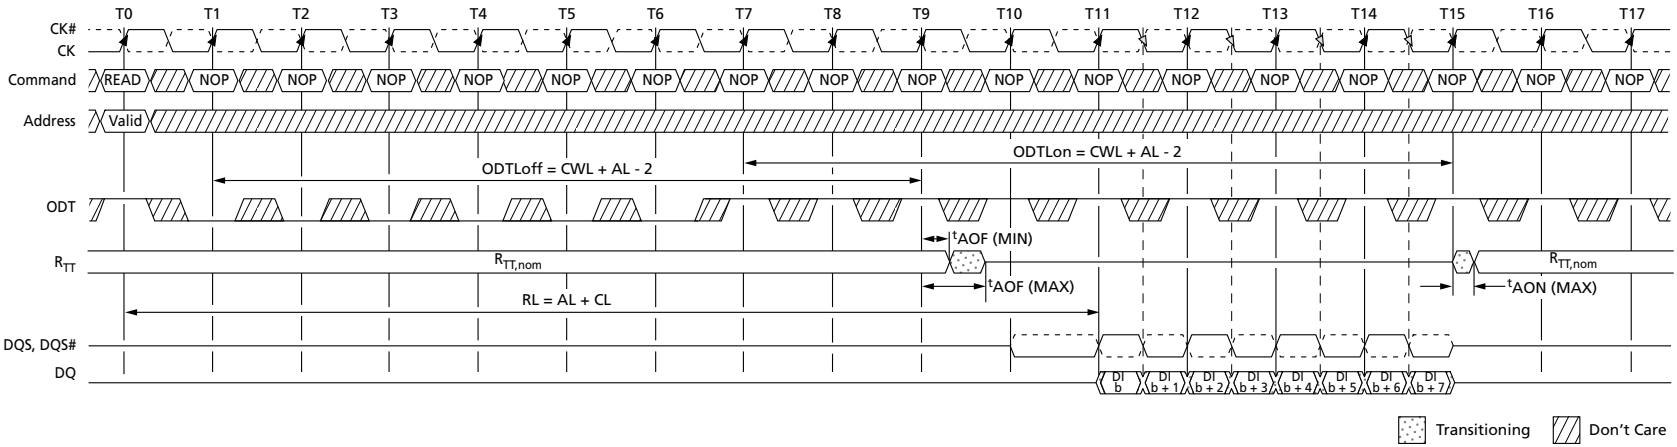 T0 T1 T2 T3 T4 T5 T6 T7 T8 T9 T10 T11 T12 T13 T14 T15 T16 T17
CK#
CK
Command READ NOP NOP NOP NOP NOP NOP NOP NOP NOP NOP NOP NOP NOP NOP NOP NOP NOP
Address Valid
ODTLon = CWL + AL - 2
ODTLoff = CWL + AL - 2
ODT
tAOF (MIN)
RTT RTT,nom RTT,nom
tAOF (MAX) tAON (MAX)
RL = AL + CL
DQS, DQS#
DQ
DI b DI b + 1 DI b + 2 DI b + 3 DI b + 4 DI b + 5 DI b + 6 DI b + 7
Transitioning Don't Care